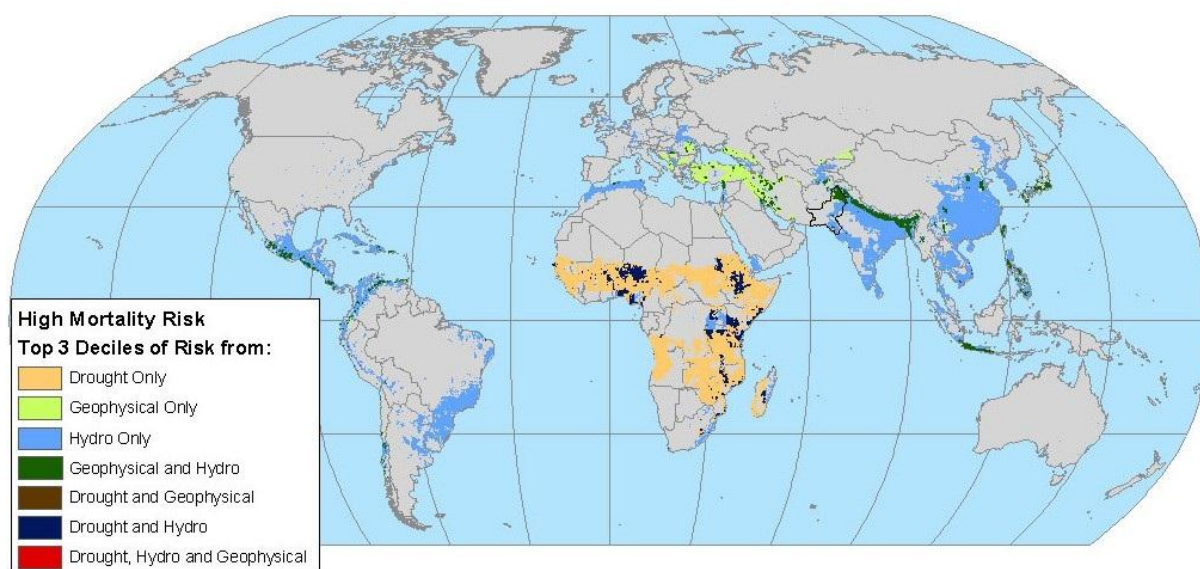 High Mortality Risk
Top 3 Deciles of Risk from:
Drought Only
Geophysical Only
Hydro Only
Geophysical and Hydro
Drought and Geophysical
Drought and Hydro
Drought, Hydro and Geophysical